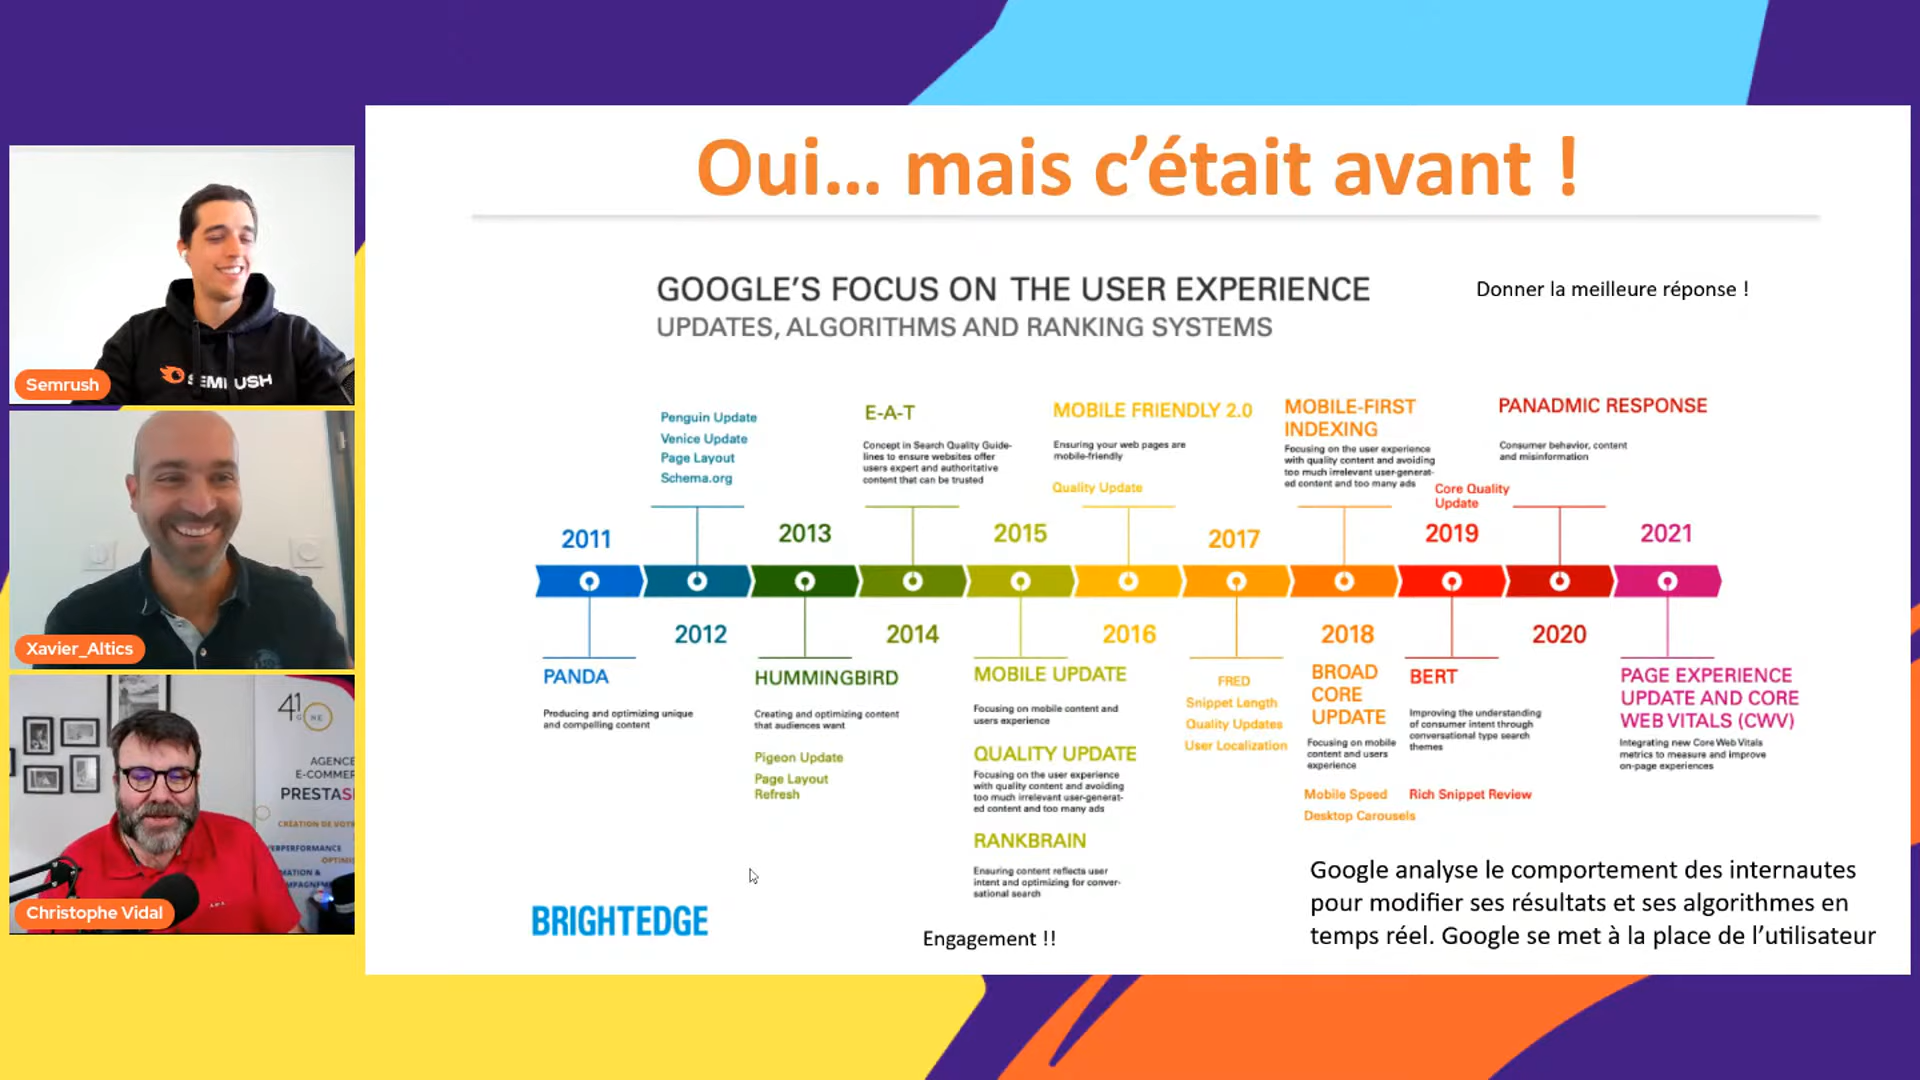 Oui... mais c'était avant !
GOOGLE'S FOCUS ON THE USER EXPERIENCE
UPDATES, ALGORITHMS AND RANKING SYSTEMS
Donner la meilleure réponse !
Penguin Update
Venice Update
Page Layout
Schema.org
E-A-T
Concept in Search Quality Guide-
lines to ensure websites offer
users expert and authoritative
content that can be trusted
MOBILE FRIENDLY 2.0
Ensuring your web pages are
mobile-friendly
Quality Update
MOBILE-FIRST
INDEXING
Focusing on the user experience
with quality content and avoiding
too much irrelevant user-generat-
ed content and too many ads
Core Quality
Update
PANADMIC RESPONSE
Consumer behavior, content
and misinformation
2011
2013
2015
2017
2019
2021
2012
2014
2016
2018
2020
PANDA
Producing and optimizing unique
and compelling content
HUMMINGBIRD
Creating and optimizing content
that audiences want
Pigeon Update
Page Layout
Refresh
MOBILE UPDATE
Focusing on mobile content and
users experience
QUALITY UPDATE
Focusing on the user experience
with quality content and avoiding
too much irrelevant user-generat-
ed content and too many ads
RANKBRAIN
Ensuring content reflects user
intent and optimizing for conver-
sational search
FRED
Snippet Length
Quality Updates
User Localization
BROAD
CORE
UPDATE
Focusing on mobile
content and users
experience
Mobile Speed
Desktop Carousels
BERT
Improving the understanding
of consumer intent through
conversational type search
themes
Rich Snippet Review
PAGE EXPERIENCE
UPDATE AND CORE
WEB VITALS (CWV)
Integrating new Core Web Vitals
metrics to measure and improve
on-page experiences
BRIGHTEDGE
Engagement !!
Google analyse le comportement des internautes
pour modifier ses résultats et ses algorithmes en
temps réel. Google se met à la place de l'utilisateur
SEMRUSH
Semrush
Xavier_Altics
41
AGENCE
E-COMMER
PRESTAS
CRÉATION DE VOTR
Christophe Vidal